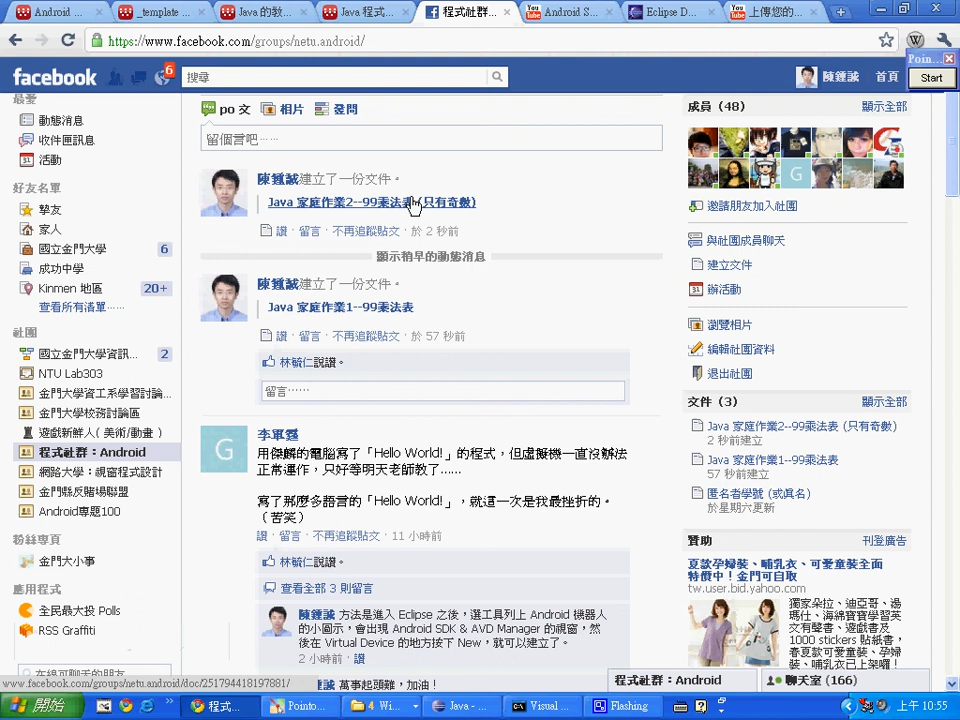 Android
_template
Java 的教...
Java 程式...
程式社群...
Android S...
Eclipse D...
上傳您的...
https://www.facebook.com/groups/netu.android/
Poin...
Start
facebook
6
搜尋
陳鍾誠
首頁
最愛
動態消息
收件匣訊息
活動
好友名單
摯友
家人
國立金門大學 6
成功中學
Kinmen 地區 20+
查看所有清單......
社團
國立金門大學資訊... 2
NTU Lab303
金門大學資工系學習討論...
金門大學校務討論區
遊戲新鮮人( 美術/動畫 )
程式社群:Android
網路大學:視窗程式設計
金門縣反賭場聯盟
Android專題100
粉絲專頁
金門大小事
應用程式
全民最大投 Polls
RSS Graffiti
在線可聊天的朋友
po 文 相片 發問
留個言吧......
陳鍾誠建立了一份文件。
Java 家庭作業2--99乘法表 (只有奇數)
讚 · 留言 · 不再追蹤貼文 · 於 2 秒前
顯示稍早的動態消息
陳鍾誠建立了一份文件。
Java 家庭作業1--99乘法表
讚 · 留言 · 不再追蹤貼文 · 於 57 秒前
林毓仁說讚。
留言......
G
用傑麟的電腦寫了「Hello World!」的程式,但虛擬機一直沒辦法
正常運作,只好等明天老師教了......
寫了那麼多語言的「Hello World!」,就這一次是我最挫折的。
(苦笑)
讚 · 留言 · 不再追蹤貼文 · 11 小時前
林毓仁說讚。
查看全部 3 則留言
陳鍾誠 方法是進入 Eclipse 之後,選工具列上 Android 機器人
的小圖示,會出現 Android SDK & AVD Manager 的視窗,然
後在 Virtual Device 的地方按下 New,就可以建立了。
2 小時前 · 讚
萬事起頭難,加油!
成員 (48) 顯示全部
G
邀請朋友加入社團
與社團成員聊天
建立文件
辦活動
瀏覽相片
編輯社團資料
退出社團
文件 (3) 顯示全部
Java 家庭作業2--99乘法表 (只有奇數)
2 秒前建立
Java 家庭作業1--99乘法表
57 秒前建立
匿名者學號 (或真名)
於星期六更新
贊助 刊登廣告
夏款孕婦裝、哺乳衣、可愛童裝全面
特價中!金門可自取
tw.user.bid.yahoo.com
獨家朵拉、迪亞哥、湯
瑪仕、海綿寶寶學習英
文有聲書、遊戲書及
1000 stickers 貼紙書,
春夏款可愛童裝、孕婦
裝、哺乳衣已上架囉!
程式社群:Android
聊天室 (166)
www.facebook.com/groups/netu.android/doc/251794418197881/
開始
程式...
Pointo...
4 Wi...
Java - ...
Visual ...
Flashing
上午 10:55